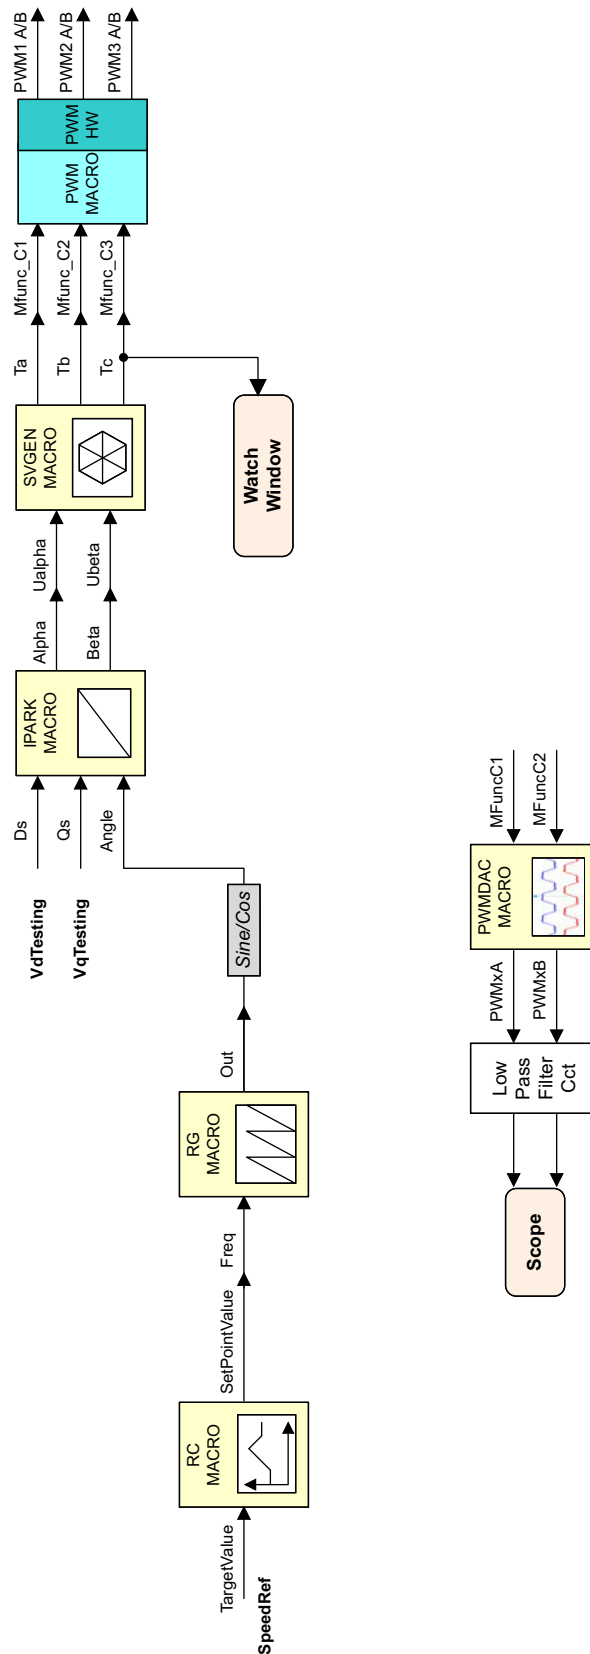 VdTesting
VqTesting
Ds
Qs
Angle
IPARK
MACRO
Alpha
Beta
Ualpha
Ubeta
SVGEN
MACRO
Ta
Tb
Tc
Mfunc_C1
Mfunc_C2
Mfunc_C3
PWM
MACRO
PWM
HW
PWM1 A/B
PWM2 A/B
PWM3 A/B
SpeedRef
TargetValue
RC
MACRO
SetPointValue
Freq
RG
MACRO
Out
Sine/Cos
Watch
Window
Scope
Low
Pass
Filter
Cct
PWMxA
PWMxB
PWMDAC
MACRO
MFuncC1
MFuncC2